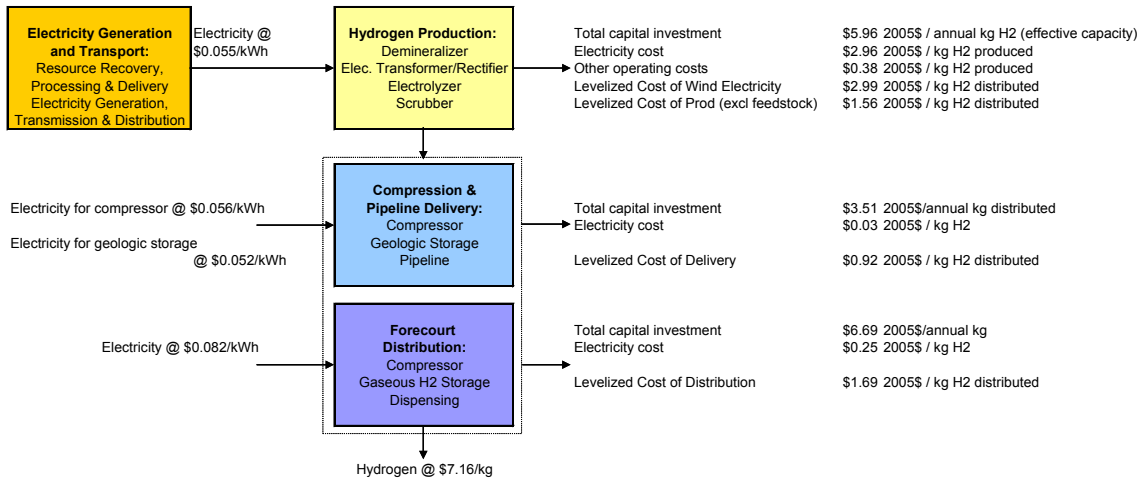 Electricity Generation
and Transport:
Resource Recovery,
Processing & Delivery
Electricity Generation,
Transmission & Distribution
Electricity @
$0.055/kWh
Hydrogen Production:
Demineralizer
Elec. Transformer/Rectifier
Electrolyzer
Scrubber
Total capital investment $5.96 2005$ / annual kg H2 (effective capacity)
Electricity cost $2.96 2005$ / kg H2 produced
Other operating costs $0.38 2005$ / kg H2 produced
Levelized Cost of Wind Electricity $2.99 2005$ / kg H2 distributed
Levelized Cost of Prod (excl feedstock) $1.56 2005$ / kg H2 distributed
Electricity for compressor @ $0.056/kWh
Electricity for geologic storage
@ $0.052/kWh
Compression &
Pipeline Delivery:
Compressor
Geologic Storage
Pipeline
Total capital investment $3.51 2005$/annual kg distributed
Electricity cost $0.03 2005$ / kg H2
Levelized Cost of Delivery $0.92 2005$ / kg H2 distributed
Electricity @ $0.082/kWh
Forecourt
Distribution:
Compressor
Gaseous H2 Storage
Dispensing
Total capital investment $6.69 2005$/annual kg
Electricity cost $0.25 2005$ / kg H2
Levelized Cost of Distribution $1.69 2005$ / kg H2 distributed
Hydrogen @ $7.16/kg